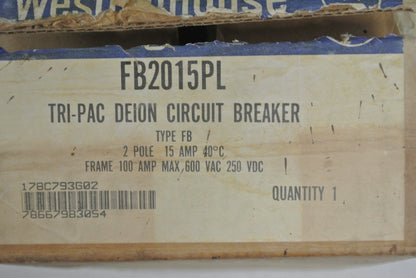 Westinghouse
FB2015PL
TRI-PAC DEION CIRCUIT BREAKER
TYPE FB /
2 POLE 15 AMP 40°C
FRAME 100 AMP MAX, 600 VAC 250 VDC
178C793G02
QUANTITY 1
78667983054